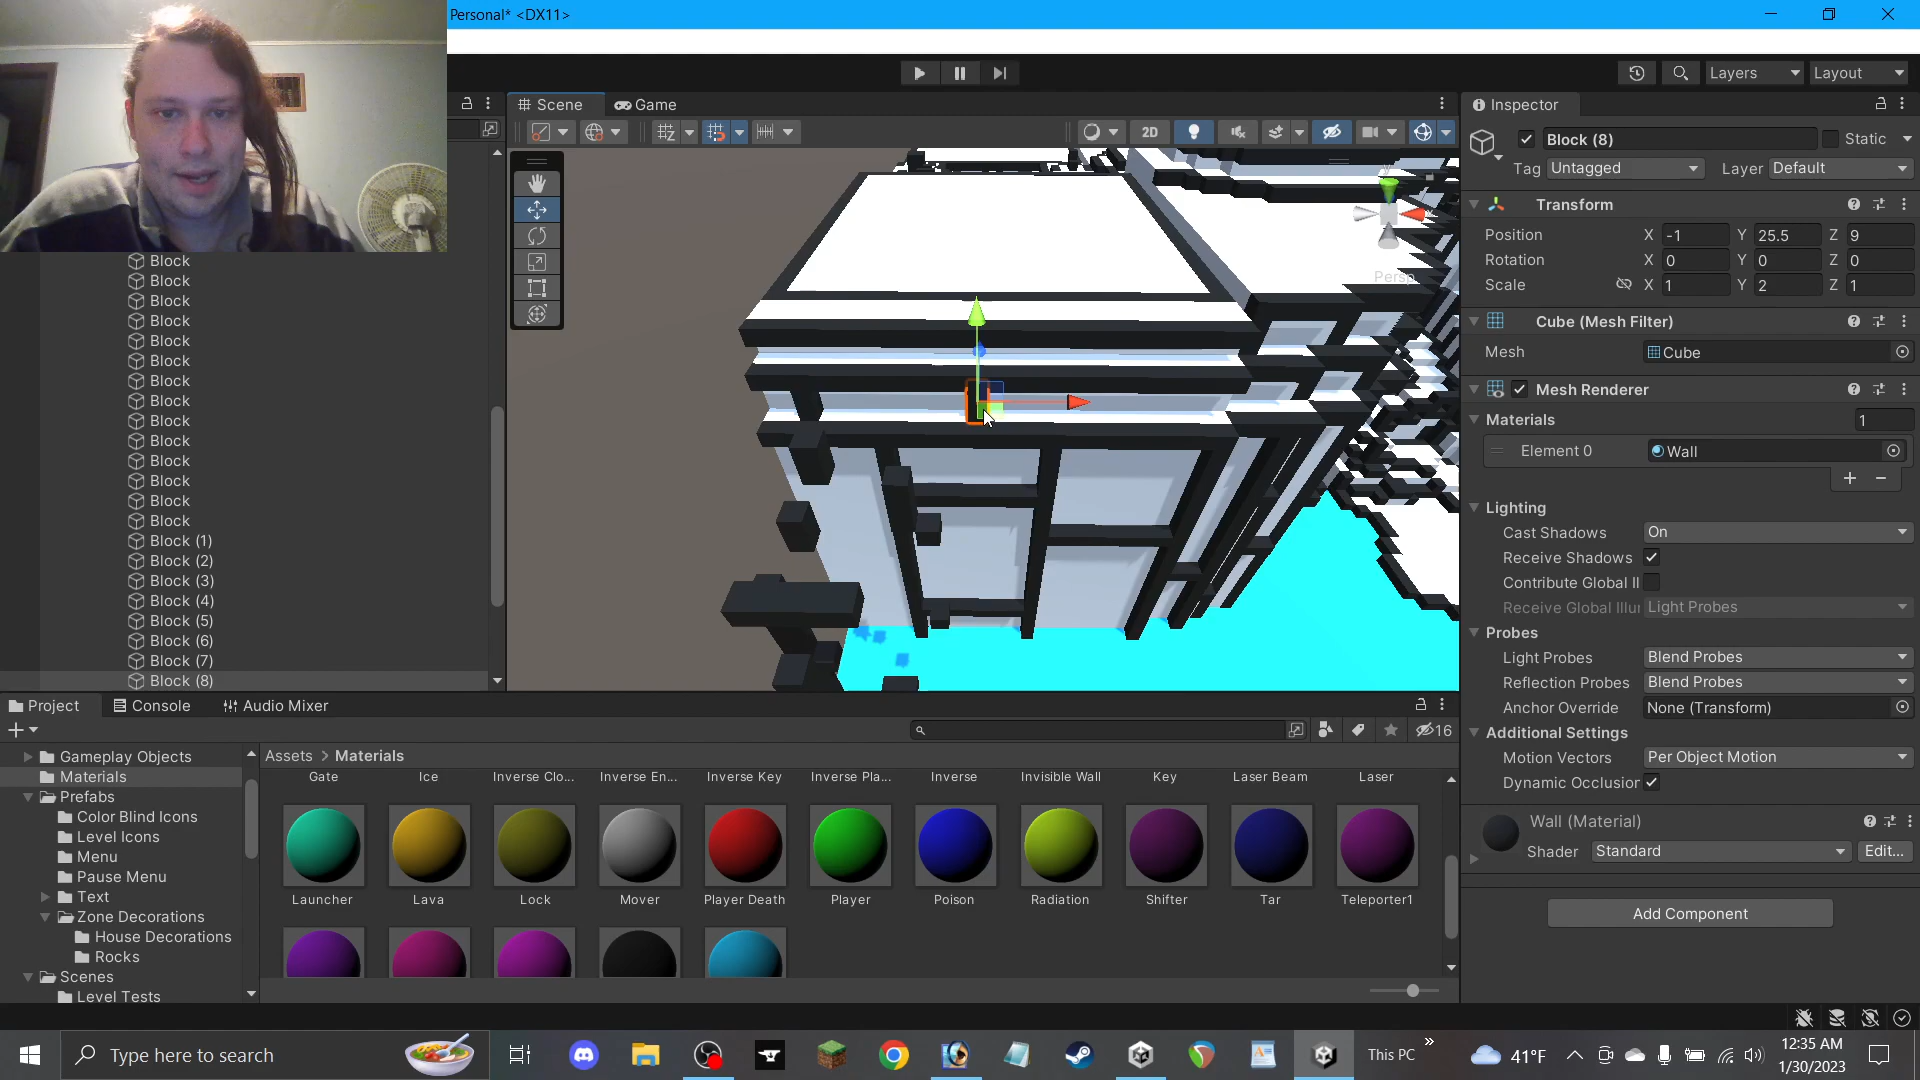 Personal* <DX11>
Layers
Layout
Scene
Game
Inspector
2D
Block (8)
Static
Tag Untagged Layer Default
Transform
Position X -1 Y 25.5 Z 9
Rotation X 0 Y 0 Z 0
Scale X 1 Y 2 Z 1
Cube (Mesh Filter)
Mesh Cube
Mesh Renderer
Materials 1
Element 0 Wall
Lighting
Cast Shadows On
Receive Shadows
Contribute Global Il
Receive Global Illu Light Probes
Probes
Light Probes Blend Probes
Reflection Probes Blend Probes
Anchor Override None (Transform)
Additional Settings
Motion Vectors Per Object Motion
Dynamic Occlusion
Wall (Material)
Shader Standard Edit...
Add Component
Persp
Block
Block
Block
Block
Block
Block
Block
Block
Block
Block
Block
Block
Block
Block
Block (1)
Block (2)
Block (3)
Block (4)
Block (5)
Block (6)
Block (7)
Block (8)
Project Console Audio Mixer
16
Gameplay Objects
Materials
Prefabs
Color Blind Icons
Level Icons
Menu
Pause Menu
Text
Zone Decorations
House Decorations
Rocks
Scenes
Level Tests
Assets > Materials
Gate Ice Inverse Clo... Inverse En... Inverse Key Inverse Pla... Inverse Invisible Wall Key Laser Beam Laser
Launcher Lava Lock Mover Player Death Player Poison Radiation Shifter Tar Teleporter1
Type here to search
This PC
41°F
12:35 AM
1/30/2023